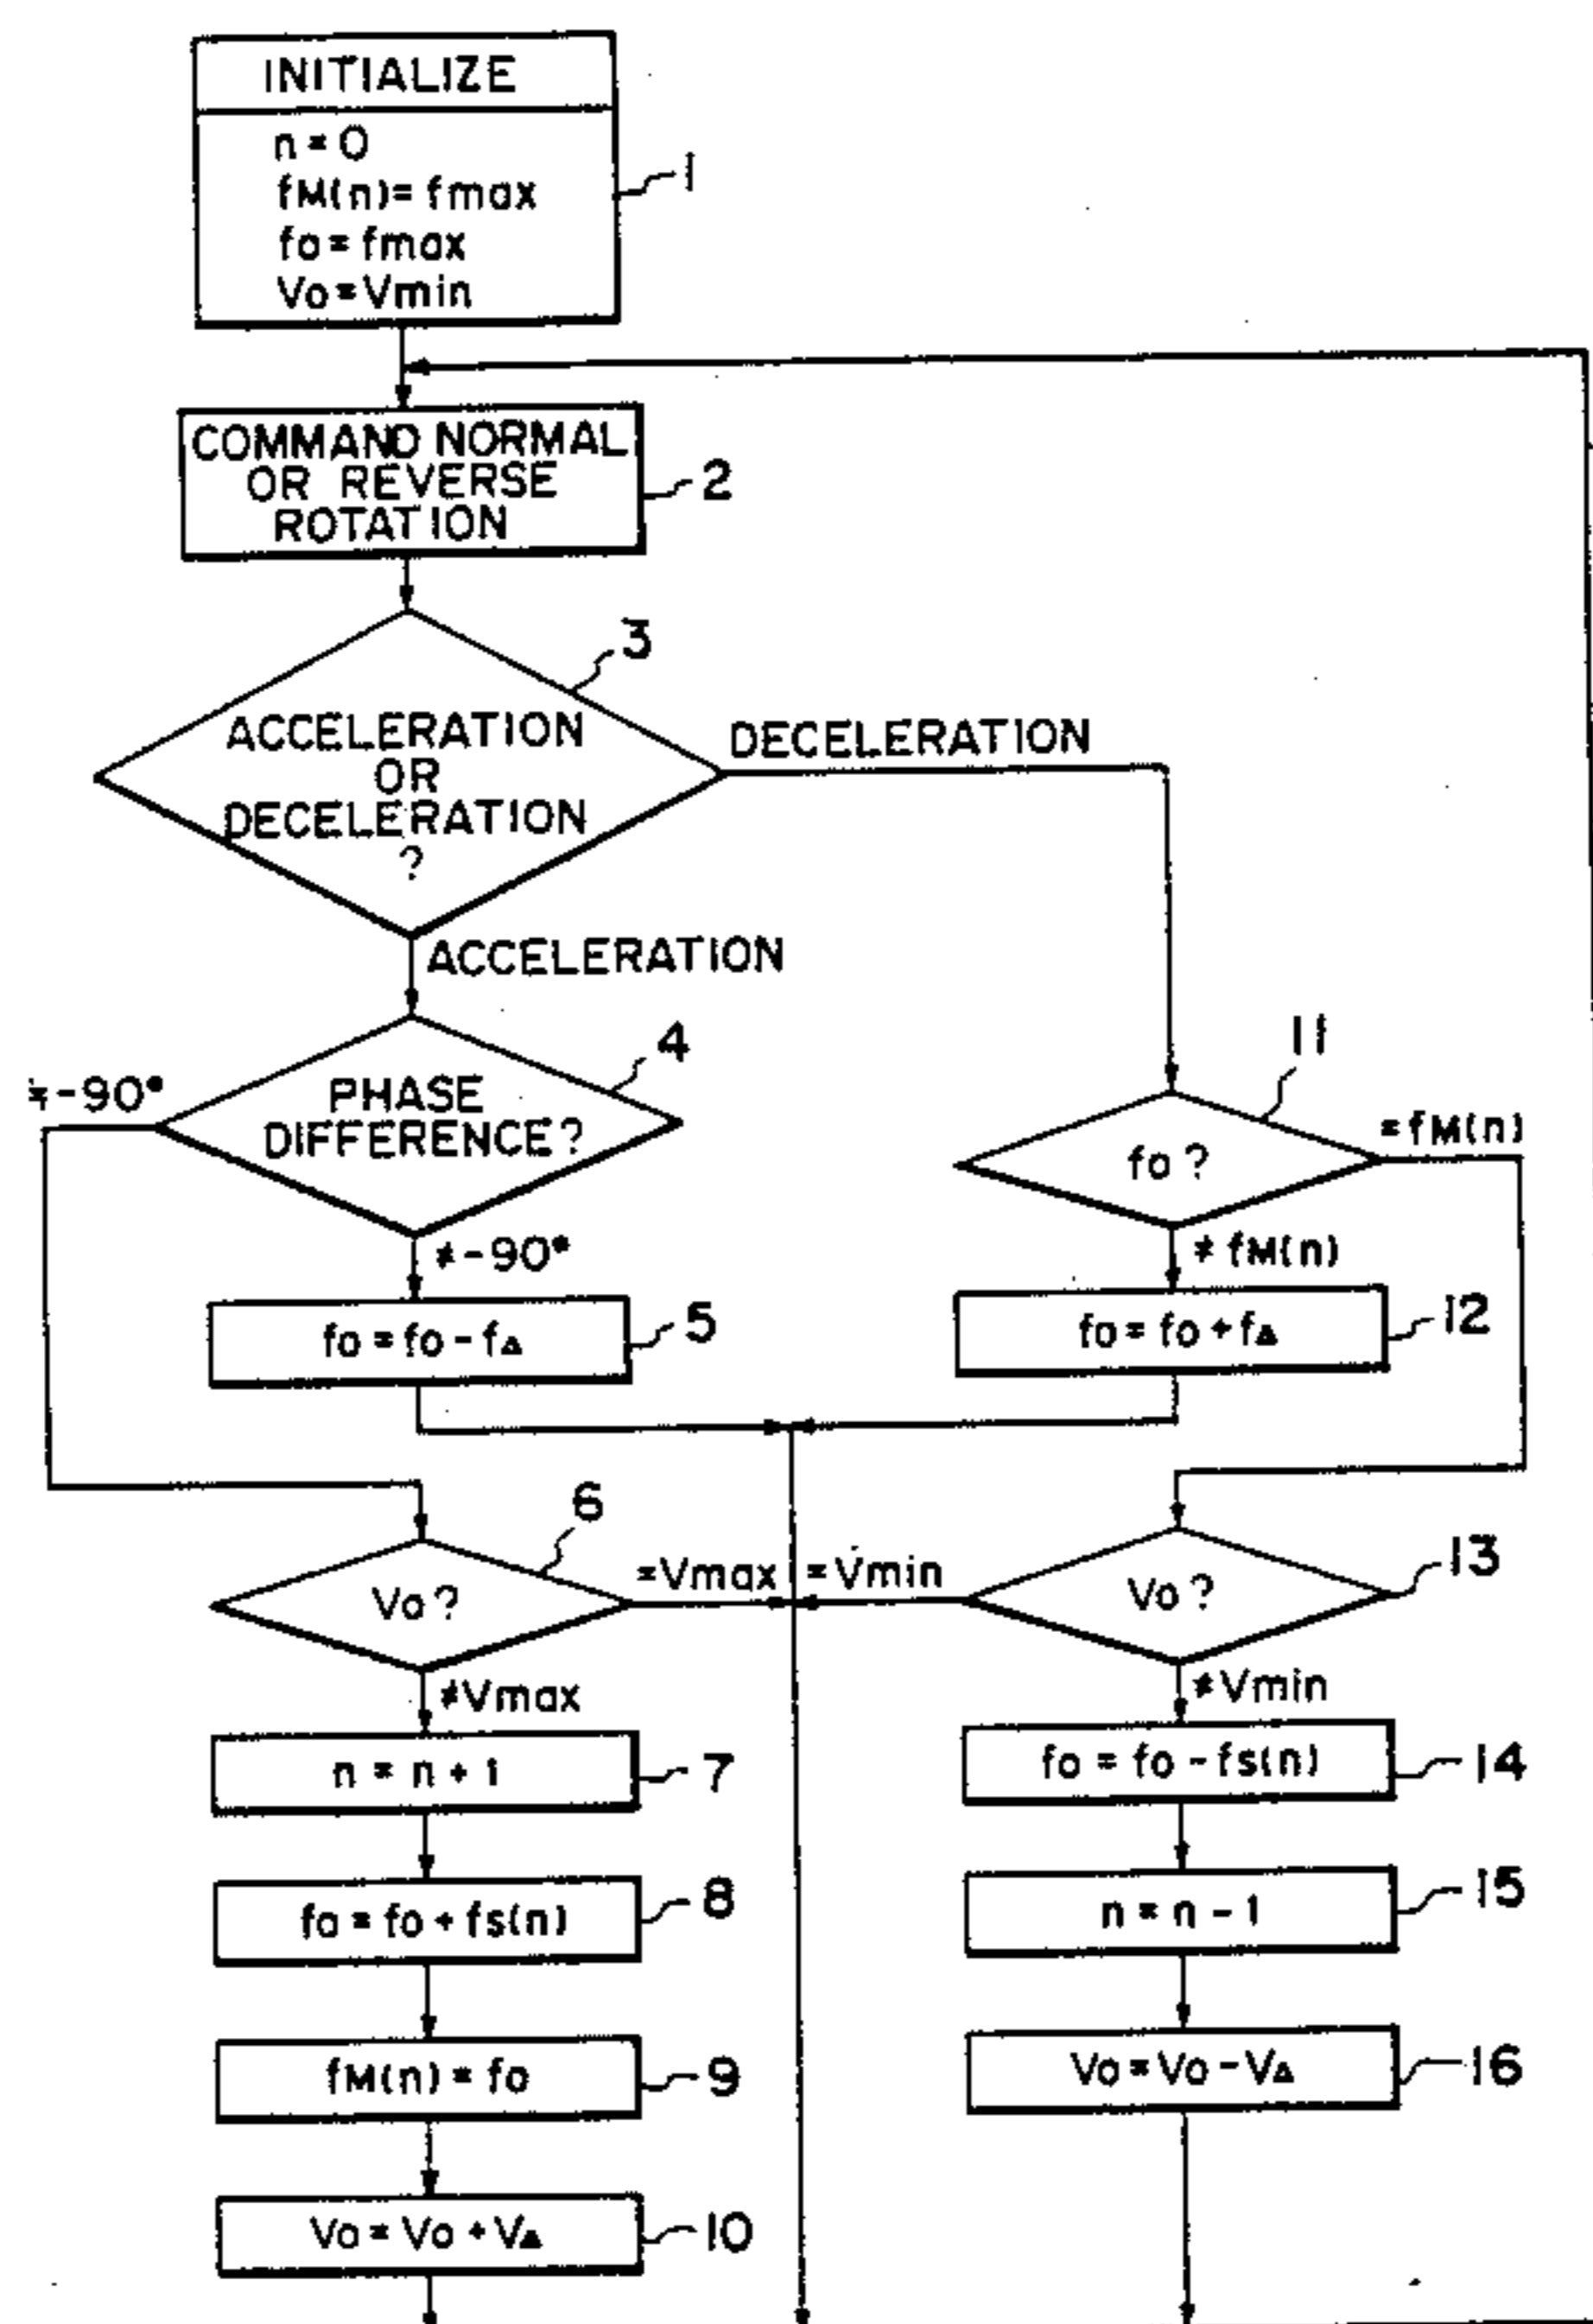 INITIALIZE
n = 0
fM(n) = fmax
fo = fmax
Vo = Vmin
1
COMMAND NORMAL
OR REVERSE
ROTATION
2
3
ACCELERATION
OR
DECELERATION
?
DECELERATION
ACCELERATION
4
PHASE
DIFFERENCE?
-90°
≠ -90°
5
fo = fo - f▵
11
fo ?
= fM(n)
≠ fM(n)
12
fo = fo + f▵
6
Vo ?
= Vmax
= Vmin
13
Vo ?
≠ Vmax
≠ Vmin
n = n + 1
7
fo = fo - fs(n)
14
fo = fo + fs(n)
8
n = n - 1
15
fM(n) = fo
9
Vo = Vo - V▵
16
Vo = Vo + V▵
10